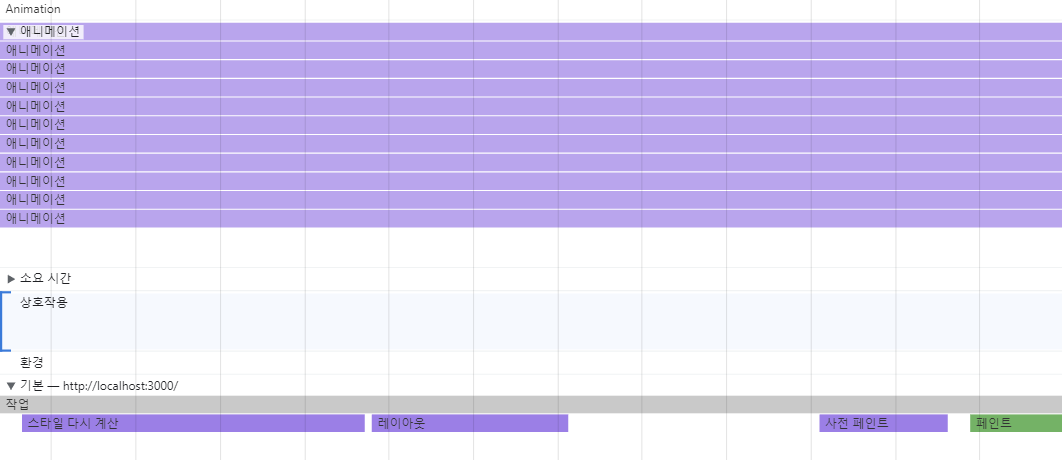 Animation
▼ 애니메이션
애니메이션
애니메이션
애니메이션
애니메이션
애니메이션
애니메이션
애니메이션
애니메이션
애니메이션
애니메이션
▶ 소요 시간
상호작용
환경
▼ 기본 — http://localhost:3000/
작업
스타일 다시 계산 레이아웃 사전 페인트 페인트